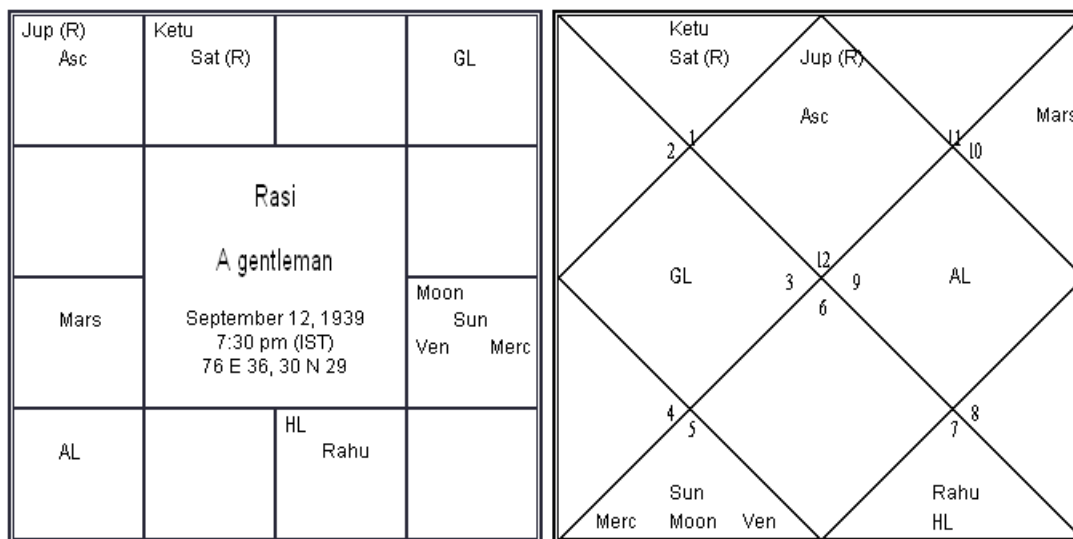 Jup (R)
Asc
Ketu
Sat (R)
GL
Rasi
A gentleman
September 12, 1939
7:30 pm (IST)
76 E 36, 30 N 29
Mars
Moon
Sun
Ven Merc
AL
HL
Rahu
Ketu
Sat (R) Jup (R)
Asc
Mars
1 11
2 10
12
GL 3 9 AL
6
4 8
5 7
Sun Rahu
Merc Moon Ven HL